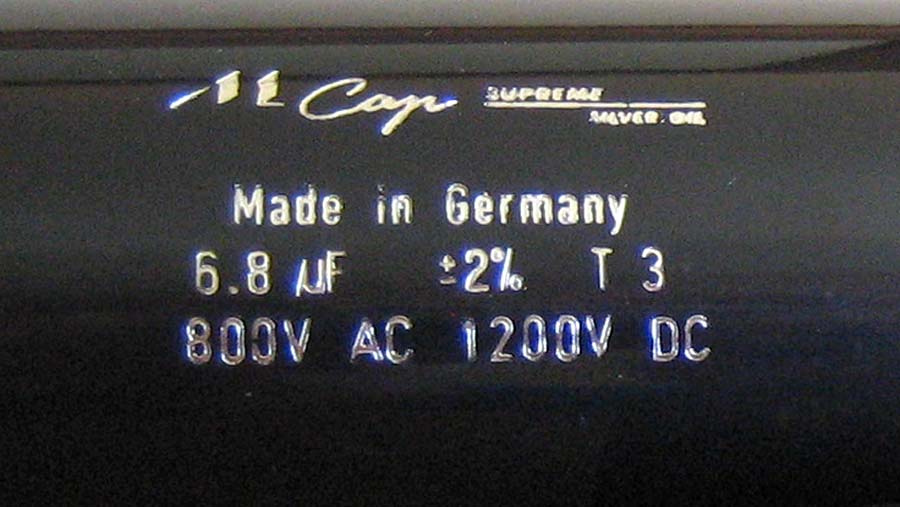 M Cap SUPREME
SILVER.OIL
Made in Germany
6.8 µF ±2% T 3
800V AC 1200V DC